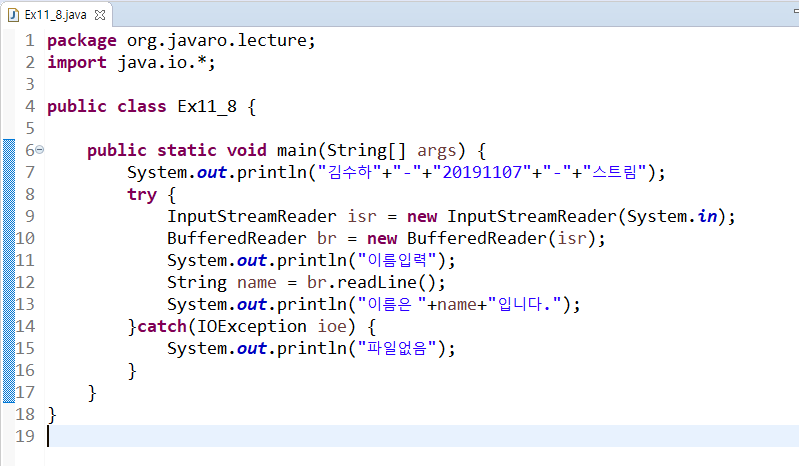 Ex11_8.java
1 package org.javaro.lecture;
2 import java.io.*;
3
4 public class Ex11_8 {
5
6     public static void main(String[] args) {
7         System.out.println("김수하"+"-"+"20191107"+"-"+"스트림");
8         try {
9             InputStreamReader isr = new InputStreamReader(System.in);
10             BufferedReader br = new BufferedReader(isr);
11             System.out.println("이름입력");
12             String name = br.readLine();
13             System.out.println("이름은 "+name+"입니다.");
14         }catch(IOException ioe) {
15             System.out.println("파일없음");
16         }
17     }
18 }
19